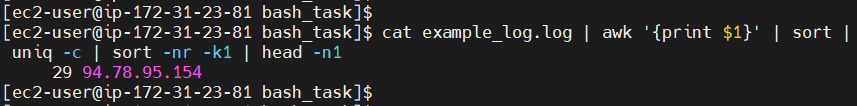 [ec2-user@ip-172-31-23-81 bash_task]$
[ec2-user@ip-172-31-23-81 bash_task]$ cat example_log.log | awk '{print $1}' | sort |
uniq -c | sort -nr -k1 | head -n1
29 94.78.95.154
[ec2-user@ip-172-31-23-81 bash_task]$